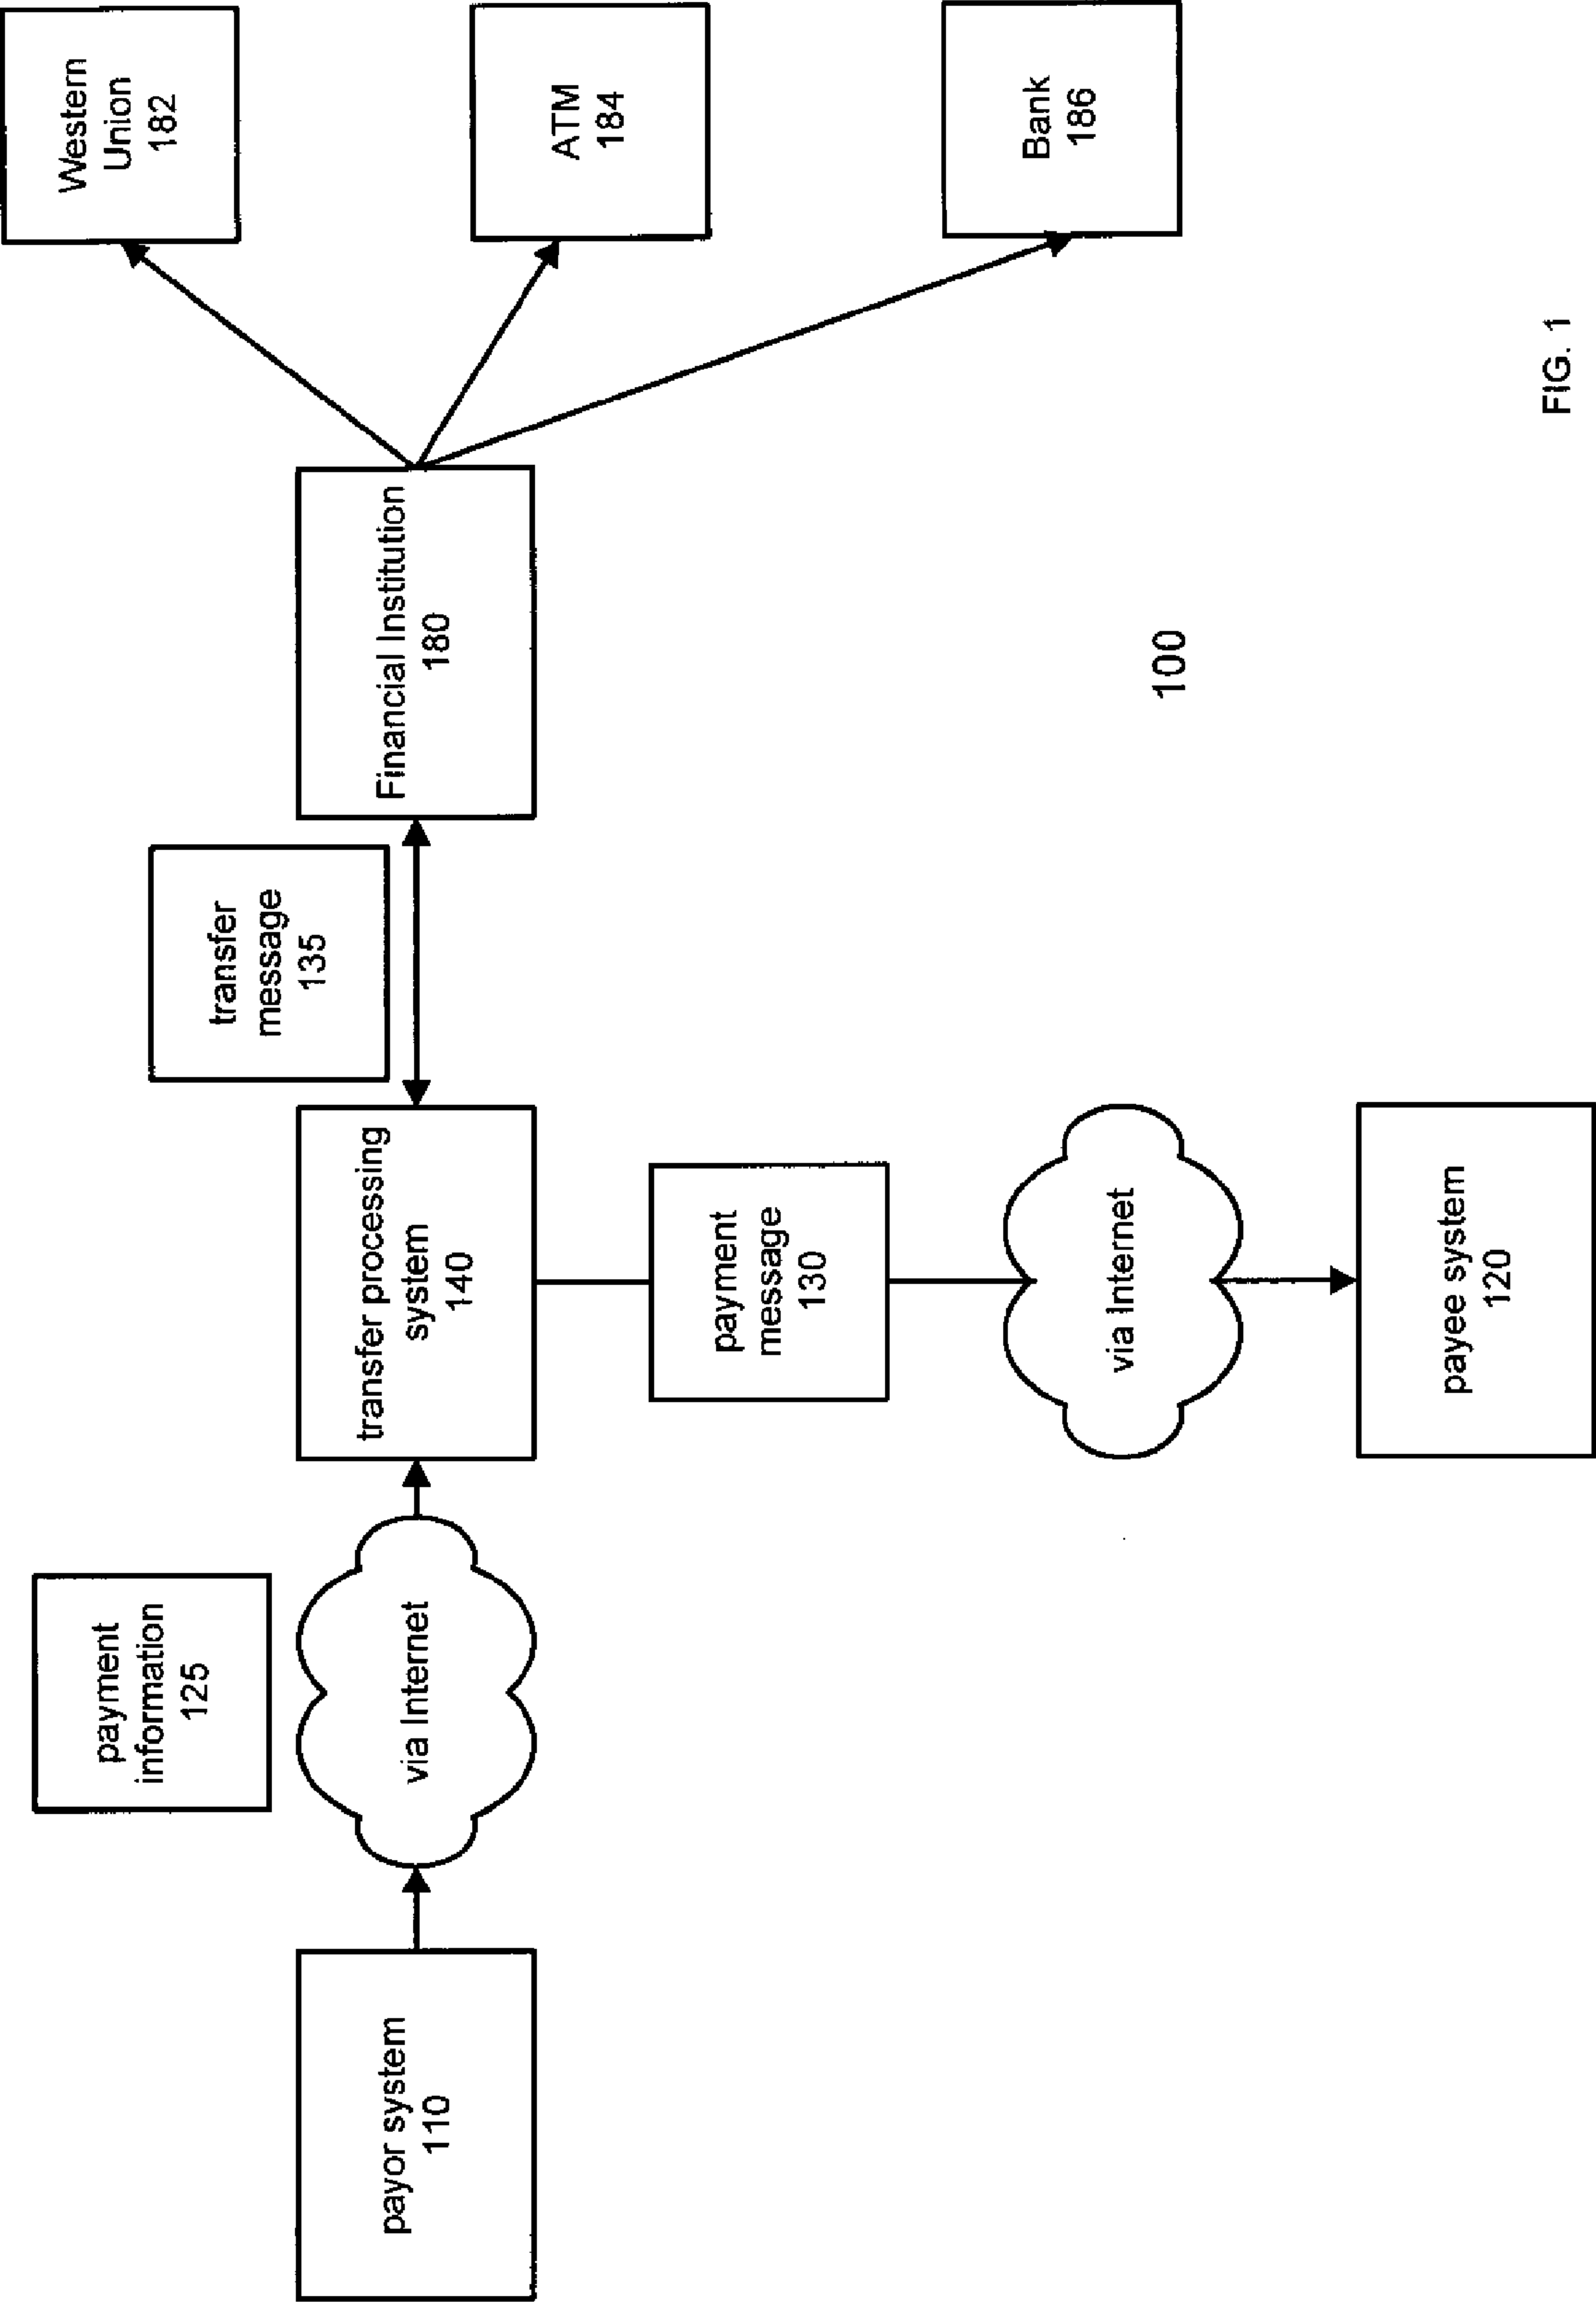 payor system
110
payment
information
125
via Internet
transfer processing
system
140
transfer
message
135
Financial Institution
180
Western
Union
182
ATM
184
Bank
186
payment
message
130
via Internet
payee system
120
100
FIG. 1